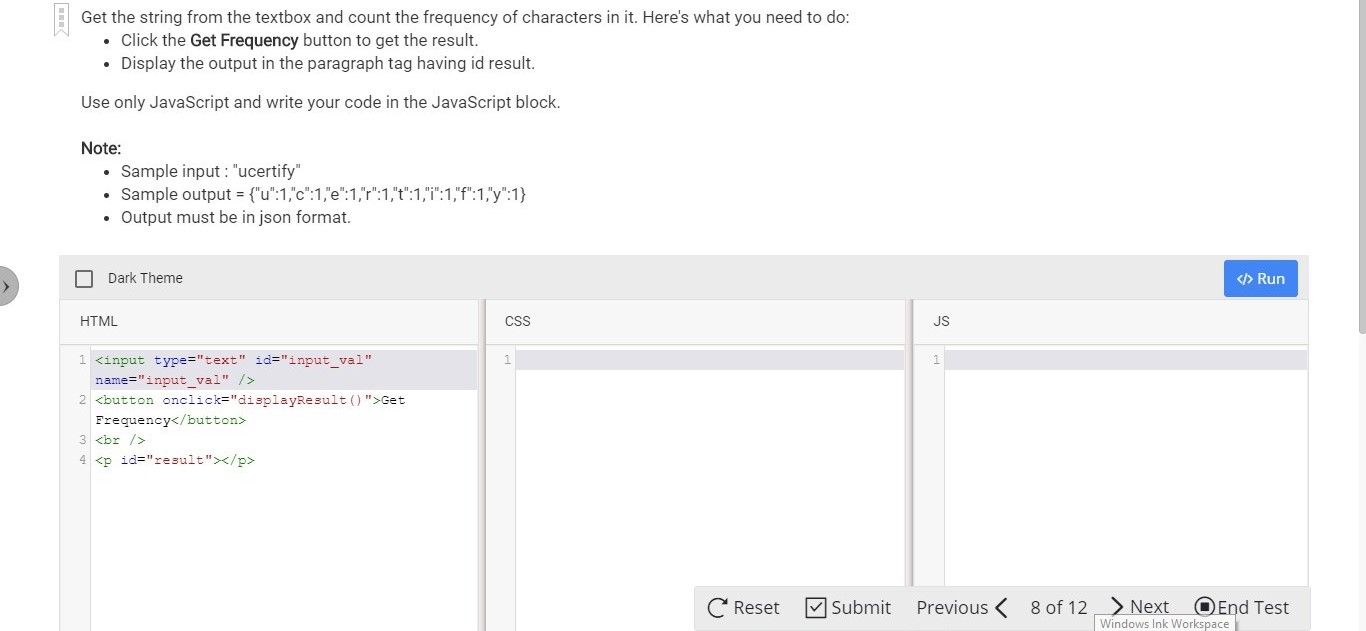 Get the string from the textbox and count the frequency of characters in it. Here's what you need to do:
• Click the Get Frequency button to get the result.
• Display the output in the paragraph tag having id result.
Use only JavaScript and write your code in the JavaScript block.
Note:
• Sample input : "ucertify"
• Sample output = {"u":1,"c":1,"e":1,"r":1,"t":1,"i":1,"f":1,"y":1}
• Output must be in json format.
Dark Theme
</> Run
HTML
CSS
JS
1 <input type="text" id="input_val"
name="input_val" />
2 <button onclick="displayResult()">Get
Frequency</button>
3 <br />
4 <p id="result"></p>
1
1
Reset
Submit
Previous
8 of 12
Next
End Test
Windows Ink Workspace